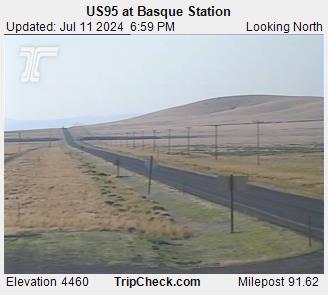 US95 at Basque Station
Updated: Jul 11 2024 6:59 PM Looking North
Elevation 4460 TripCheck.com Milepost 91.62